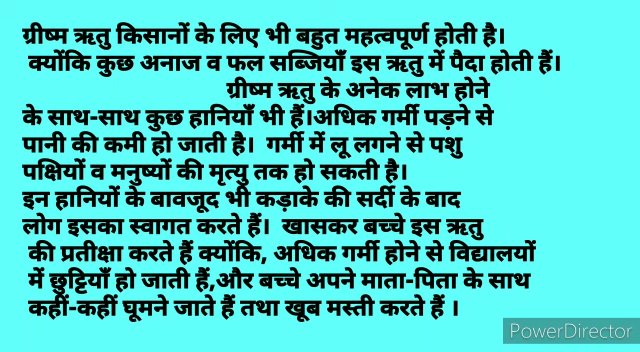 ग्रीष्म ऋतु किसानों के लिए भी बहुत महत्वपूर्ण होती है।
क्योंकि कुछ अनाज व फल सब्जियाँ इस ऋतु में पैदा होती हैं।
ग्रीष्म ऋतु के अनेक लाभ होने
के साथ-साथ कुछ हानियाँ भी हैं।अधिक गर्मी पड़ने से
पानी की कमी हो जाती है। गर्मी में लू लगने से पशु
पक्षियों व मनुष्यों की मृत्यु तक हो सकती है।
इन हानियों के बावजूद भी कड़ाके की सर्दी के बाद
लोग इसका स्वागत करते हैं। खासकर बच्चे इस ऋतु
की प्रतीक्षा करते हैं क्योंकि, अधिक गर्मी होने से विद्यालयों
में छुट्टियाँ हो जाती हैं,और बच्चे अपने माता-पिता के साथ
कहीं-कहीं घूमने जाते हैं तथा खूब मस्ती करते हैं ।
PowerDirector